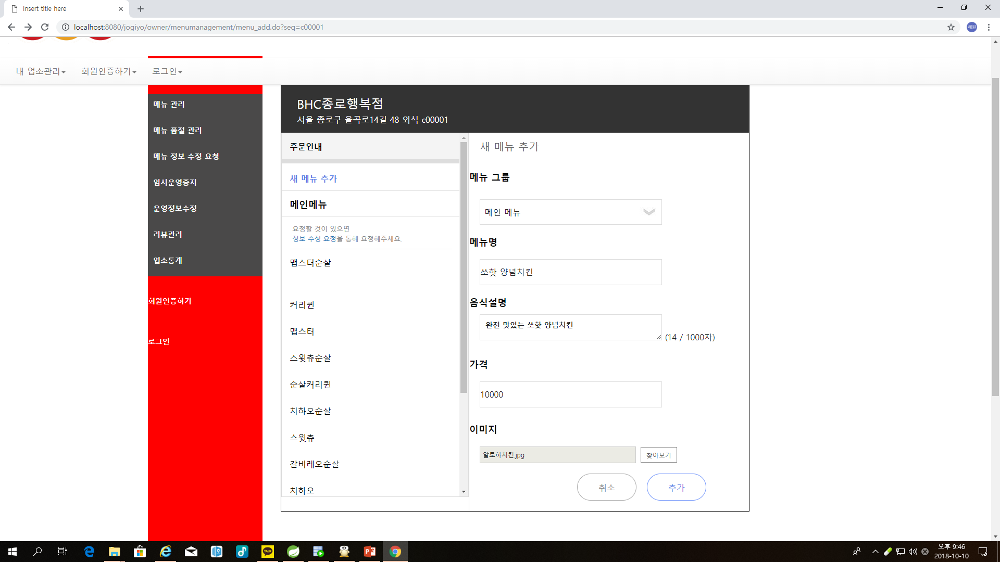 Insert title here
localhost:8080/jogiyo/owner/menumanagement/menu_add.do?seq=c00001
혜원
내 업소관리 회원인증하기 로그인
메뉴 관리
메뉴 품절 관리
메뉴 정보 수정 요청
임시운영중지
운영정보수정
리뷰관리
업소통계
회원인증하기
로그인
BHC종로행복점
서울 종로구 율곡로14길 48 외식 c00001
주문안내
새 메뉴 추가
메인메뉴
요청할 것이 있으면
정보 수정 요청을 통해 요청해주세요.
맵스터순살
커리퀸
맵스터
스윗츄순살
순살커리퀸
치하오순살
스윗츄
갈비레오순살
치하오
새 메뉴 추가
메뉴 그룹
메인 메뉴
메뉴명
쏘핫 양념치킨
음식설명
완전 맛있는 쏘핫 양념치킨
(14 / 1000자)
가격
10000
이미지
알로하치킨.jpg 찾아보기
취소 추가
TALK
오후 9:46
2018-10-10